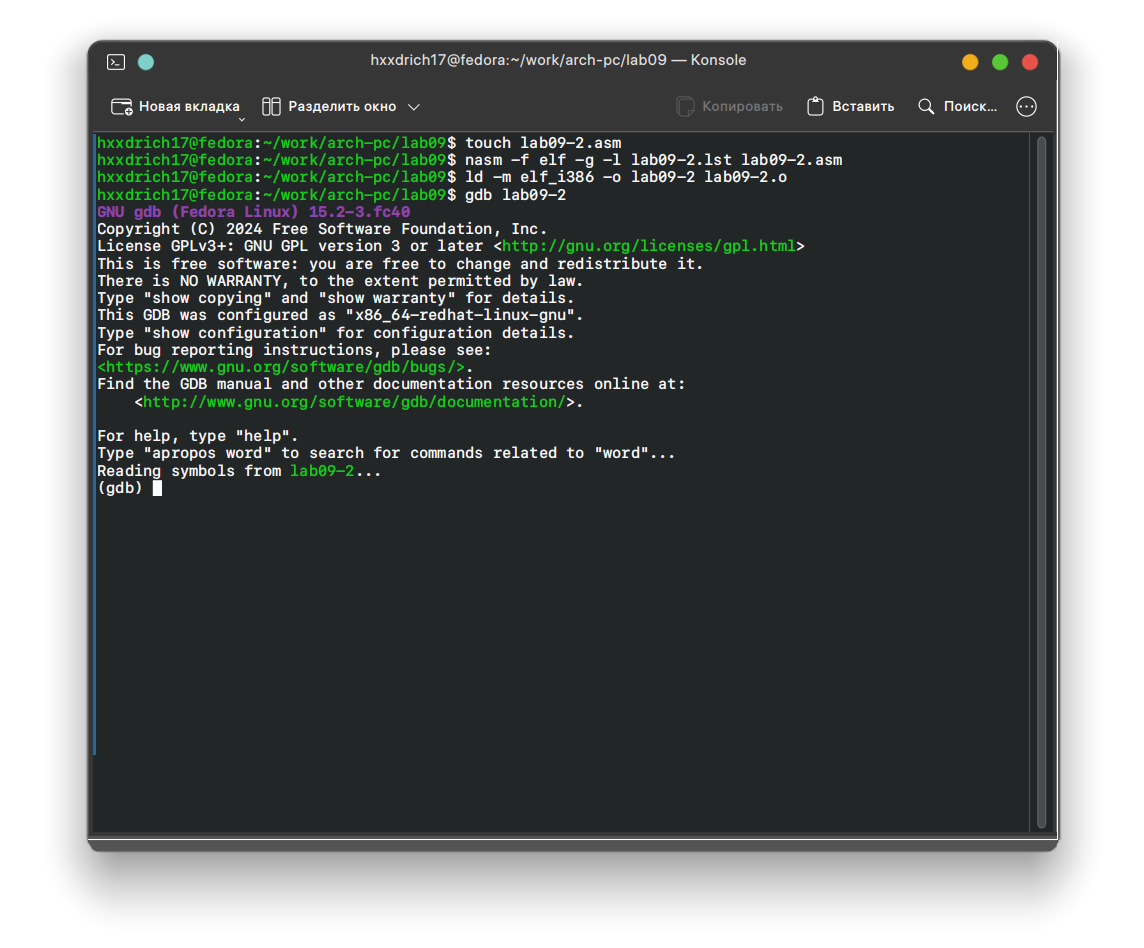 hxxdrich17@fedora:~/work/arch-pc/lab09 — Konsole
Новая вкладка Разделить окно Копировать Вставить Поиск...
hxxdrich17@fedora:~/work/arch-pc/lab09$ touch lab09-2.asm
hxxdrich17@fedora:~/work/arch-pc/lab09$ nasm -f elf -g -l lab09-2.lst lab09-2.asm
hxxdrich17@fedora:~/work/arch-pc/lab09$ ld -m elf_i386 -o lab09-2 lab09-2.o
hxxdrich17@fedora:~/work/arch-pc/lab09$ gdb lab09-2
GNU gdb (Fedora Linux) 15.2-3.fc40
Copyright (C) 2024 Free Software Foundation, Inc.
License GPLv3+: GNU GPL version 3 or later <http://gnu.org/licenses/gpl.html>
This is free software: you are free to change and redistribute it.
There is NO WARRANTY, to the extent permitted by law.
Type "show copying" and "show warranty" for details.
This GDB was configured as "x86_64-redhat-linux-gnu".
Type "show configuration" for configuration details.
For bug reporting instructions, please see:
<https://www.gnu.org/software/gdb/bugs/>.
Find the GDB manual and other documentation resources online at:
    <http://www.gnu.org/software/gdb/documentation/>.

For help, type "help".
Type "apropos word" to search for commands related to "word"...
Reading symbols from lab09-2...
(gdb)